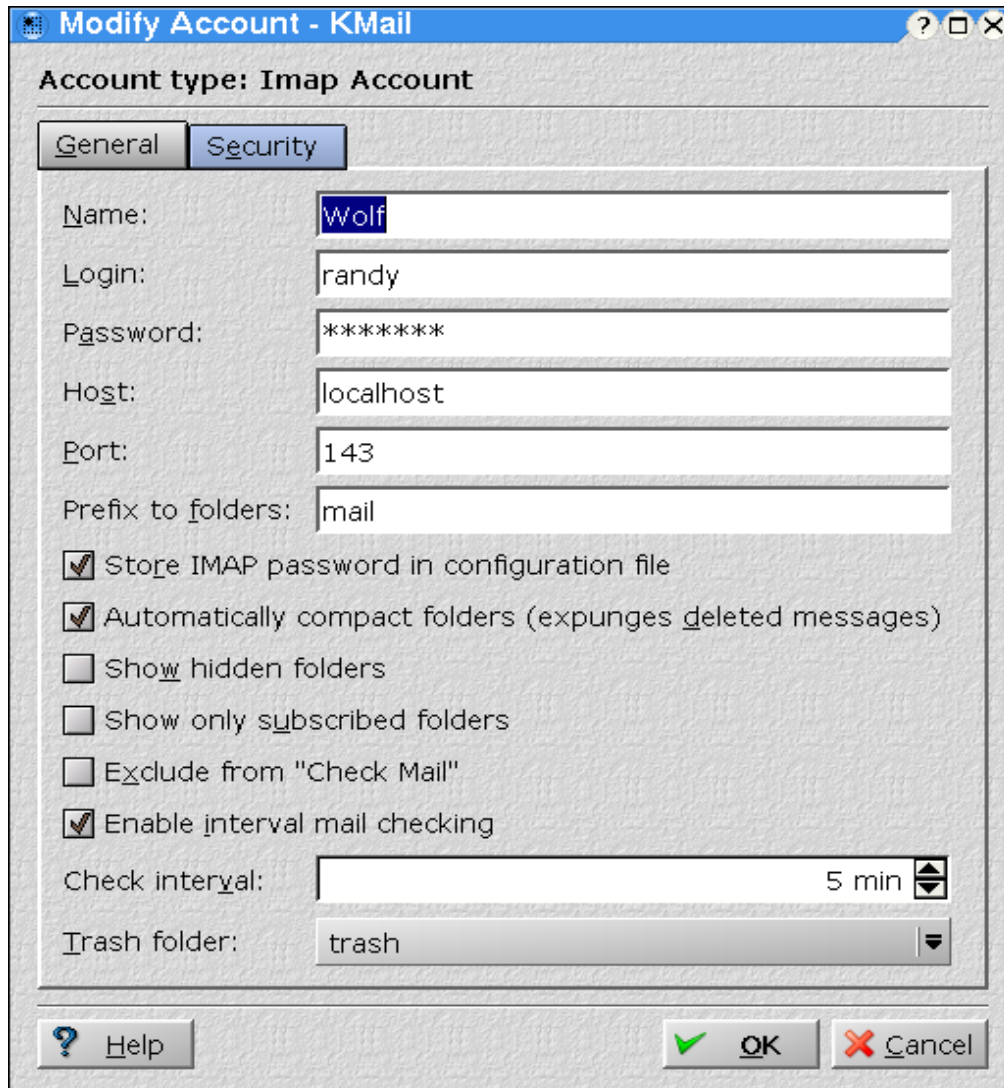 Modify Account - KMail
Account type: Imap Account
General Security
Name: Wolf
Login: randy
Password: *******
Host: localhost
Port: 143
Prefix to folders: mail
Store IMAP password in configuration file
Automatically compact folders (expunges deleted messages)
Show hidden folders
Show only subscribed folders
Exclude from "Check Mail"
Enable interval mail checking
Check interval: 5 min
Trash folder: trash
? Help OK Cancel